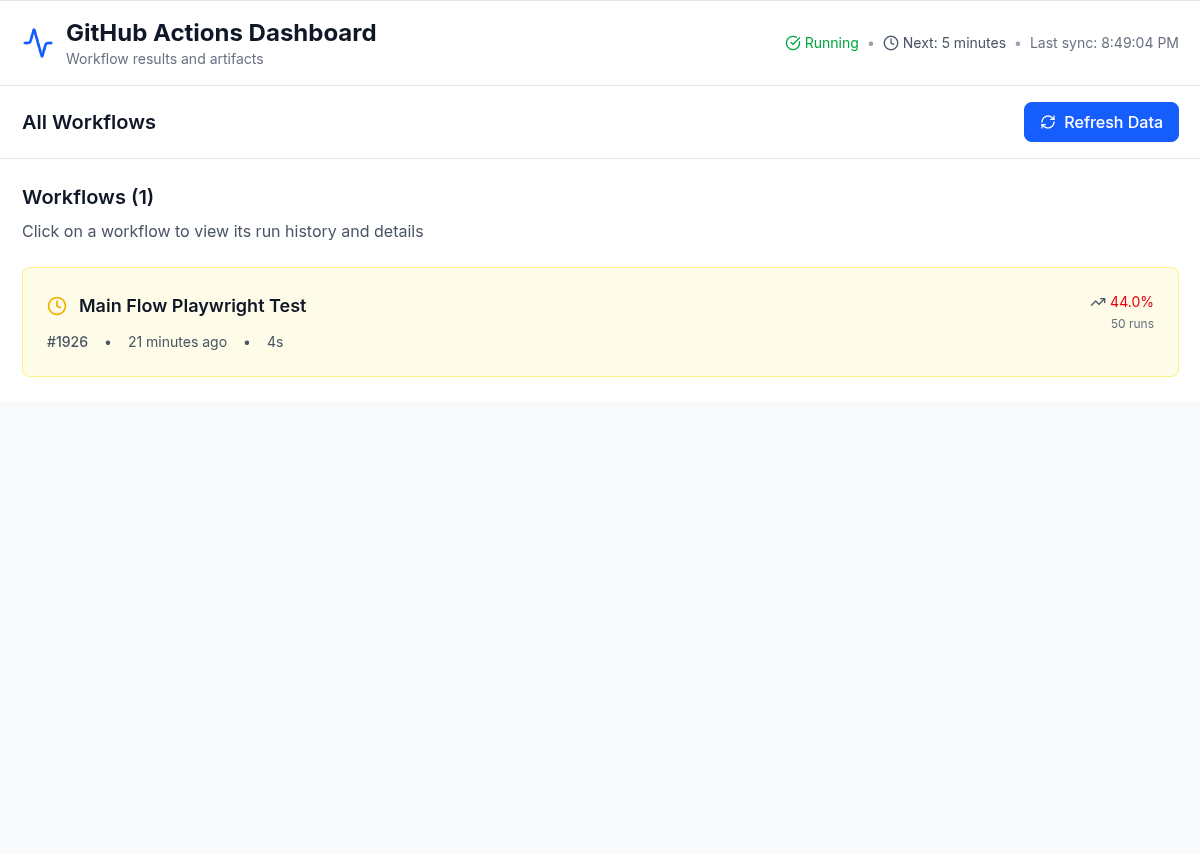 GitHub Actions Dashboard
Workflow results and artifacts
Running • Next: 5 minutes • Last sync: 8:49:04 PM
All Workflows
Refresh Data
Workflows (1)
Click on a workflow to view its run history and details
Main Flow Playwright Test
44.0%
50 runs
#1926 • 21 minutes ago • 4s